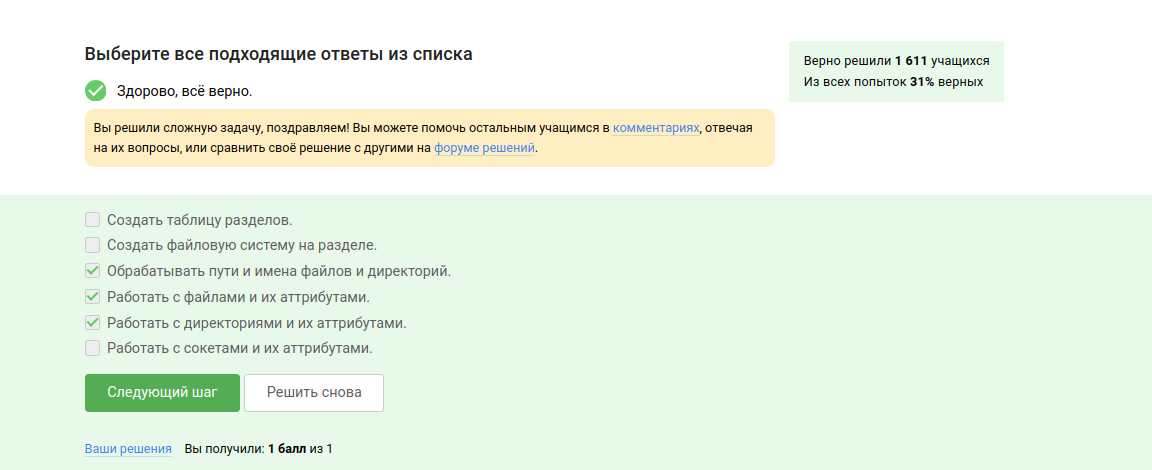 Выберите все подходящие ответы из списка
Здорово, всё верно.
Вы решили сложную задачу, поздравляем! Вы можете помочь остальным учащимся в комментариях, отвечая
на их вопросы, или сравнить своё решение с другими на форуме решений.
Верно решили 1 611 учащихся
Из всех попыток 31% верных
Создать таблицу разделов.
Создать файловую систему на разделе.
Обрабатывать пути и имена файлов и директорий.
Работать с файлами и их аттрибутами.
Работать с директориями и их аттрибутами.
Работать с сокетами и их аттрибутами.
Следующий шаг Решить снова
Ваши решения Вы получили: 1 балл из 1